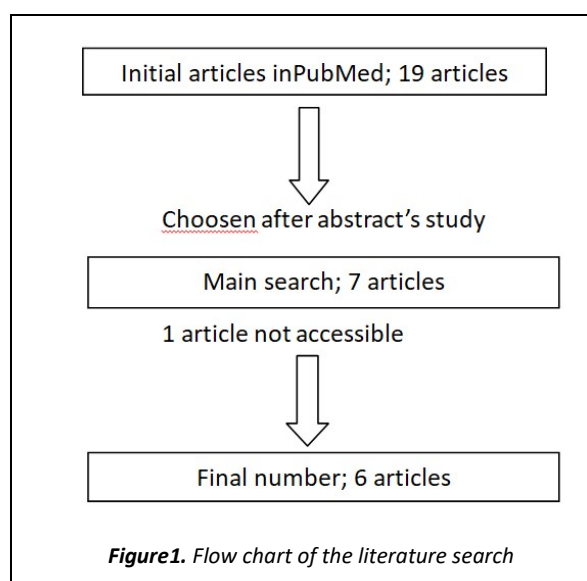 Initial articles inPubMed; 19 articles
Choosen after abstract's study
Main search; 7 articles
1 article not accessible
Final number; 6 articles
Figure1. Flow chart of the literature search